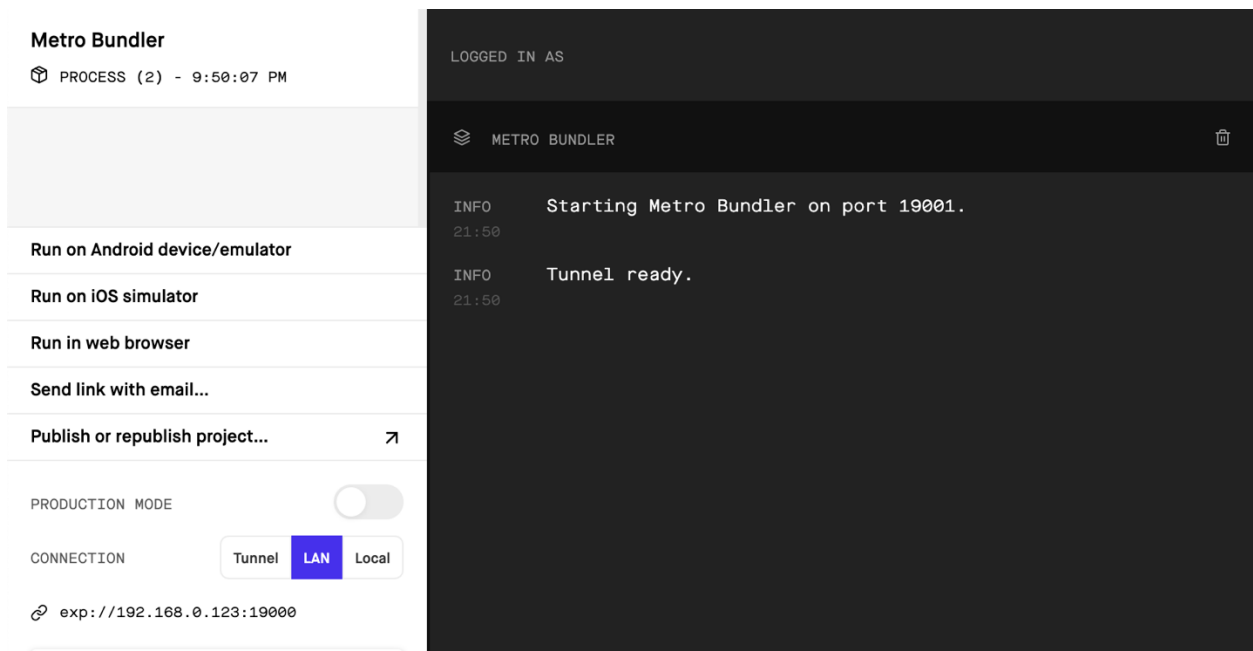 Metro Bundler
PROCESS (2) - 9:50:07 PM
Run on Android device/emulator
Run on iOS simulator
Run in web browser
Send link with email...
Publish or republish project...
PRODUCTION MODE
CONNECTION Tunnel LAN Local
exp://192.168.0.123:19000
LOGGED IN AS
METRO BUNDLER
INFO Starting Metro Bundler on port 19001.
21:50
INFO Tunnel ready.
21:50